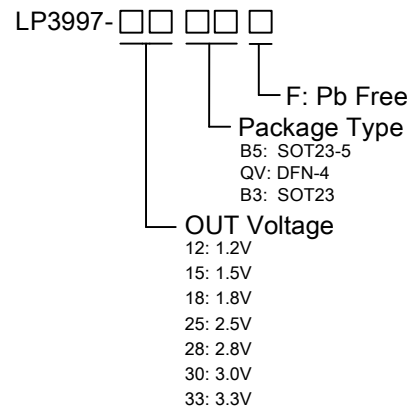 LP3997-□□ □□ □
F: Pb Free
Package Type
B5: SOT23-5
QV: DFN-4
B3: SOT23
OUT Voltage
12: 1.2V
15: 1.5V
18: 1.8V
25: 2.5V
28: 2.8V
30: 3.0V
33: 3.3V